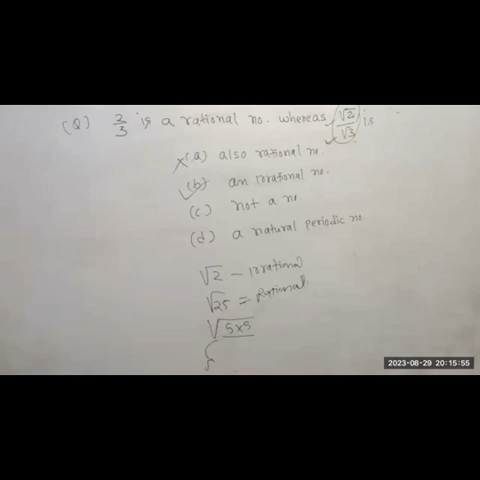 (Q) 2/3 is a rational no. whereas √2/√3 is
(a) also rational no.
(b) an irrational no.
(c) not a no.
(d) a natural periodic no.
√2 - irrational
√25 = Rational
√5×5
5
2023-08-29 20:15:55